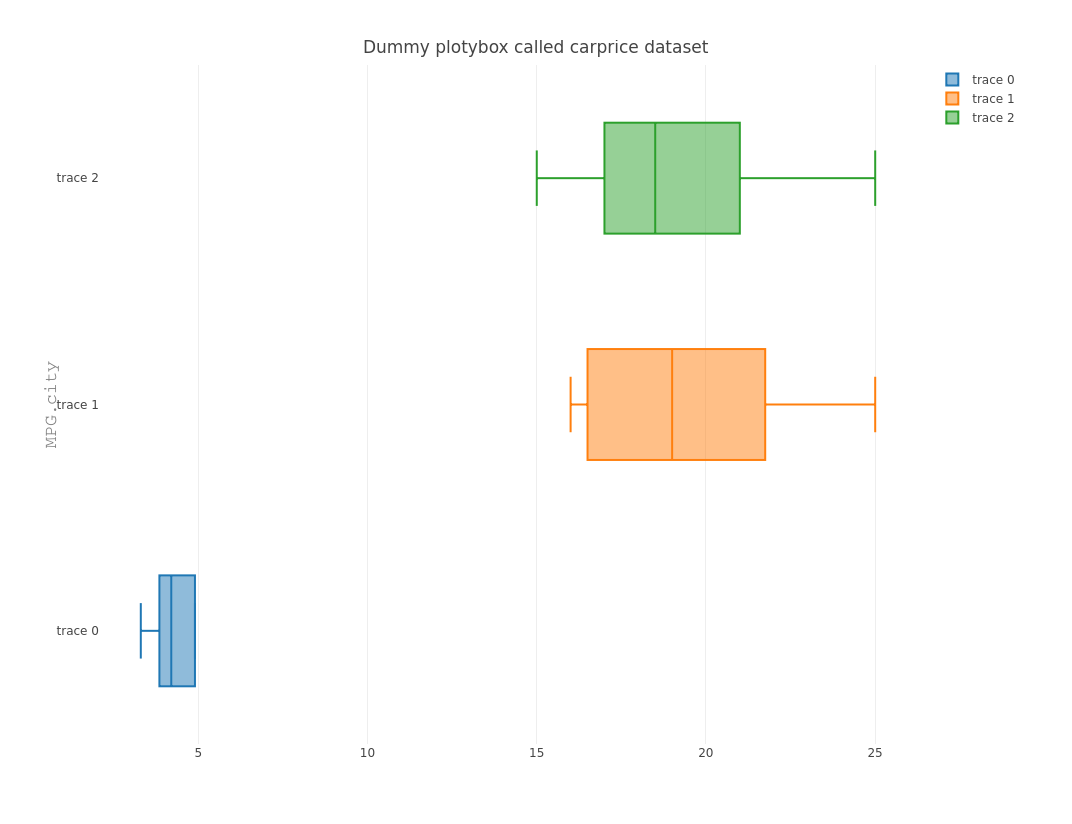 Dummy plotybox called carprice dataset
trace 0
trace 1
trace 2
trace 2
MPG.city
trace 1
trace 0
5
10
15
20
25